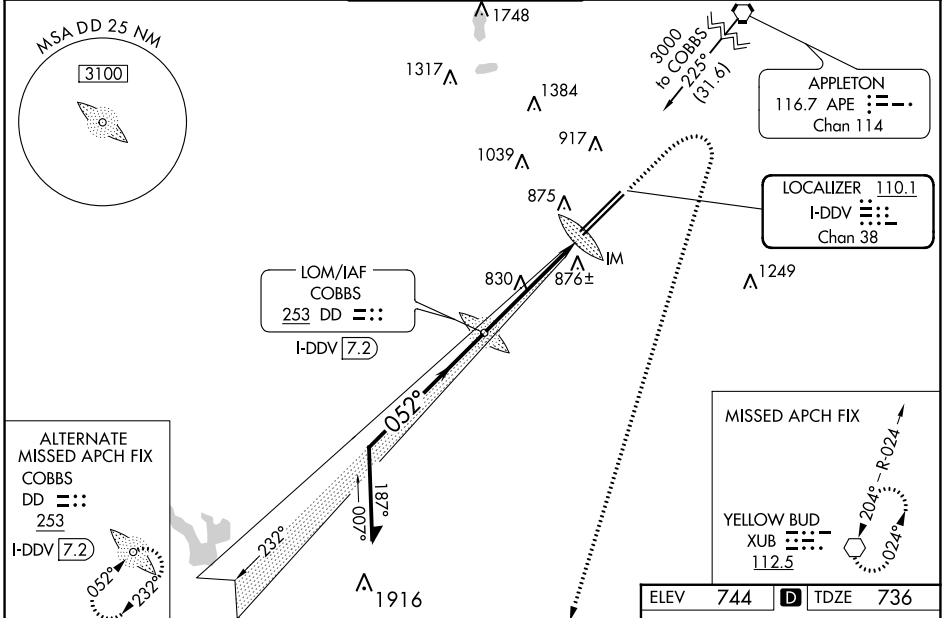 MSA DD 25 NM
3100
1748
1317
1384
917
1039
875
3000
to COBBS
225°
(31.6)
APPLETON
116.7 APE
Chan 114
LOCALIZER 110.1
I-DDV
Chan 38
IM
830
876±
1249
LOM/IAF
COBBS
253 DD
I-DDV 7.2
052°
187°
007°
232°
1916
ALTERNATE
MISSED APCH FIX
COBBS
DD
253
I-DDV 7.2
052°
232°
MISSED APCH FIX
204°
R-024
024°
YELLOW BUD
XUB
112.5
ELEV 744 D TDZE 736